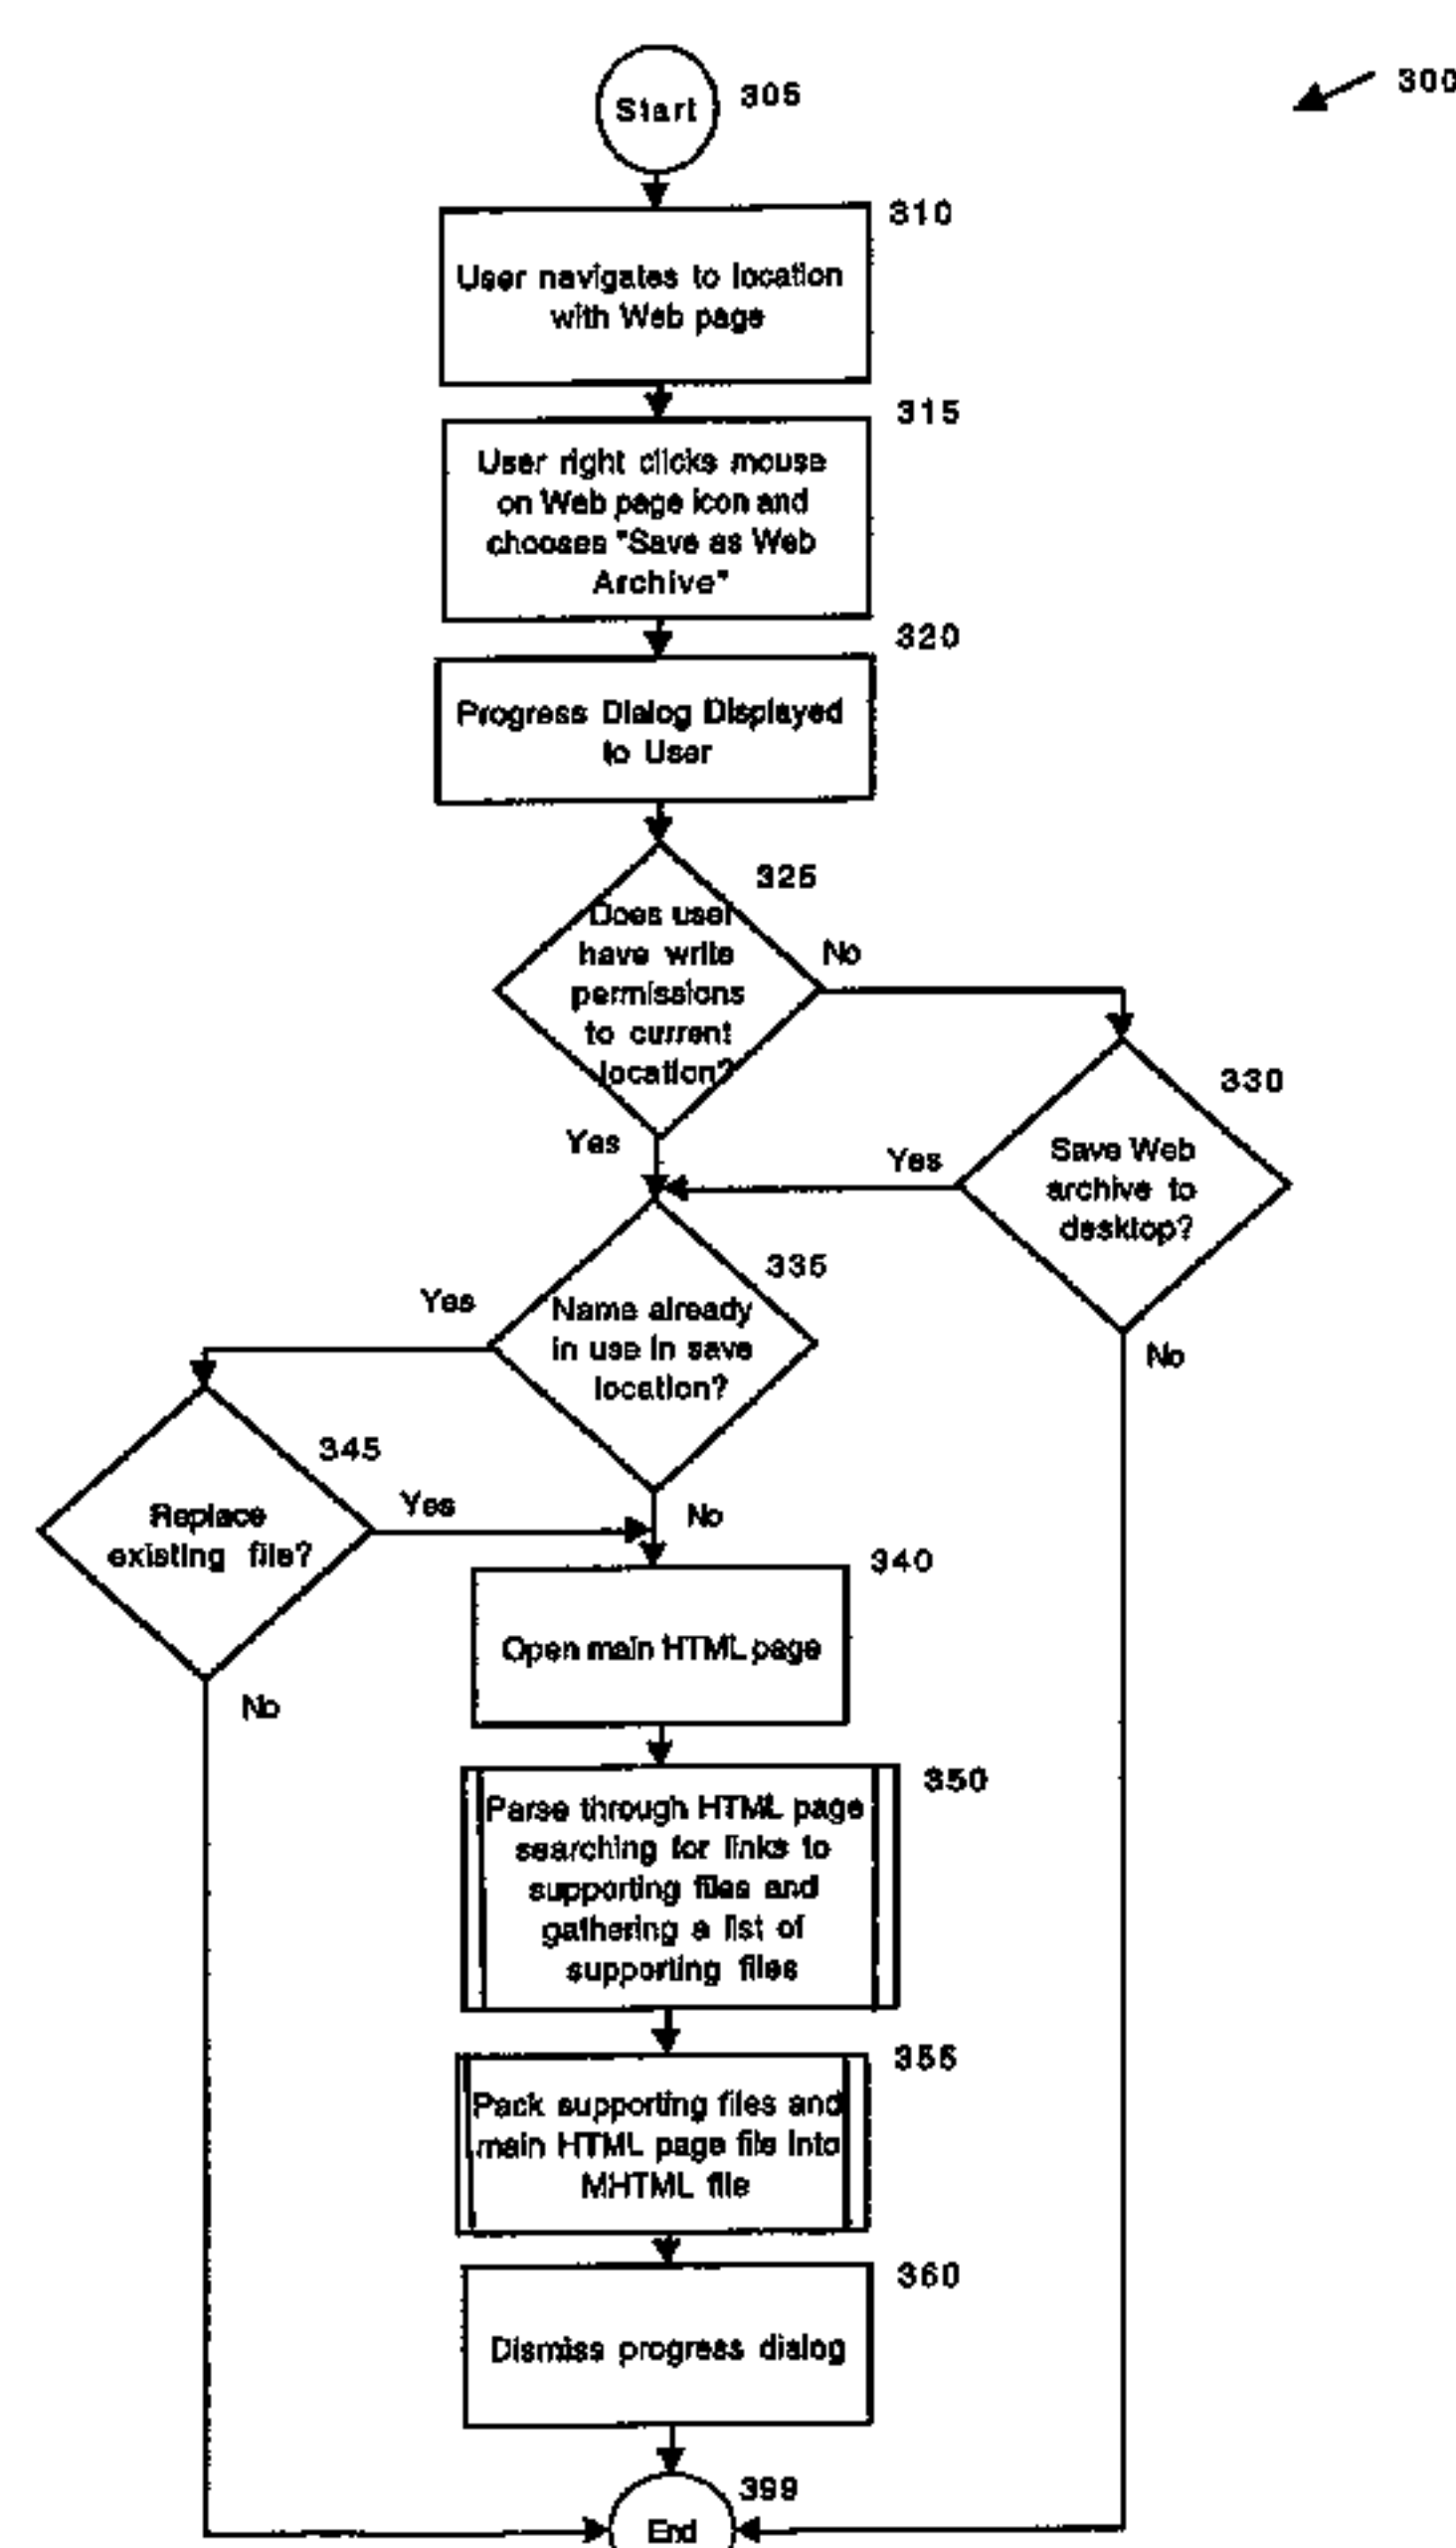 300
Start
305
310
User navigates to location
with Web page
315
User right clicks mouse
on Web page icon and
chooses "Save as Web
Archive"
320
Progress Dialog Displayed
to User
325
Does user
have write
permissions
to current
location?
No
Yes
330
Save Web
archive to
desktop?
Yes
No
335
Name already
in use in save
location?
Yes
No
345
Replace
existing file?
Yes
No
340
Open main HTML page
350
Parse through HTML page
searching for links to
supporting files and
gathering a list of
supporting files
355
Pack supporting files and
main HTML page file into
MHTML file
360
Dismiss progress dialog
399
End